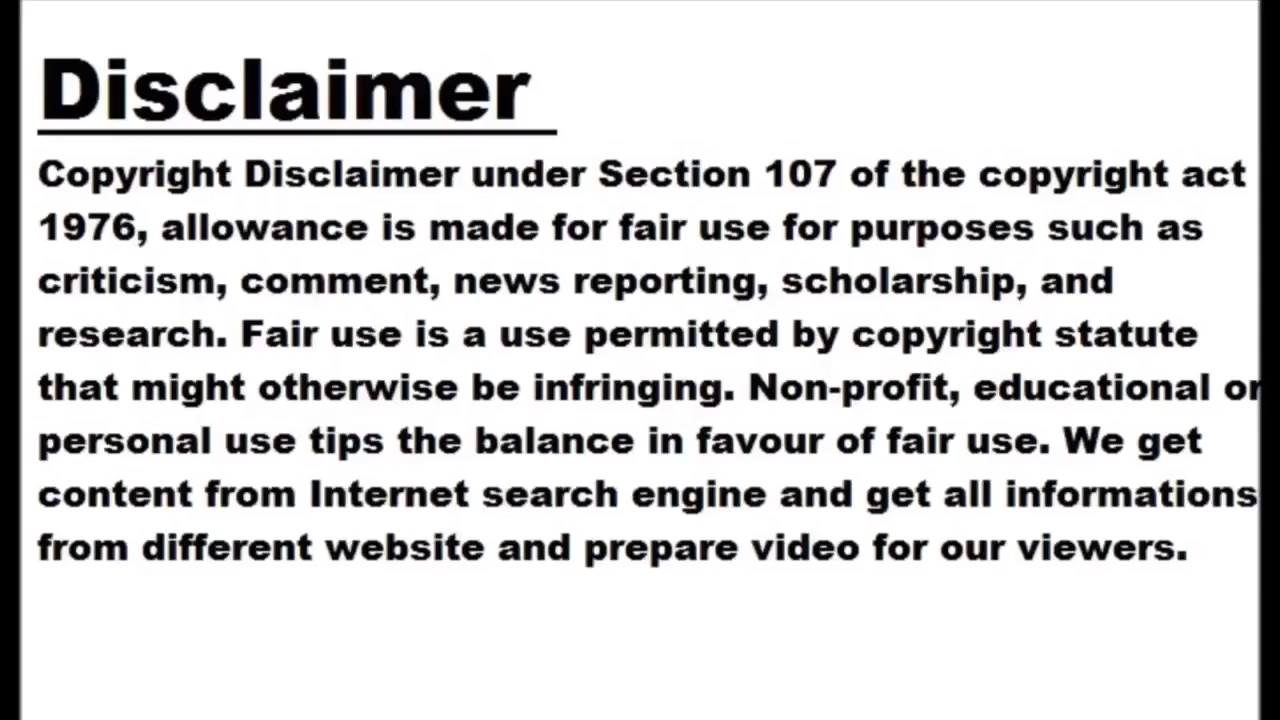 Disclaimer
Copyright Disclaimer under Section 107 of the copyright act
1976, allowance is made for fair use for purposes such as
criticism, comment, news reporting, scholarship, and
research. Fair use is a use permitted by copyright statute
that might otherwise be infringing. Non-profit, educational or
personal use tips the balance in favour of fair use. We get
content from Internet search engine and get all informations
from different website and prepare video for our viewers.